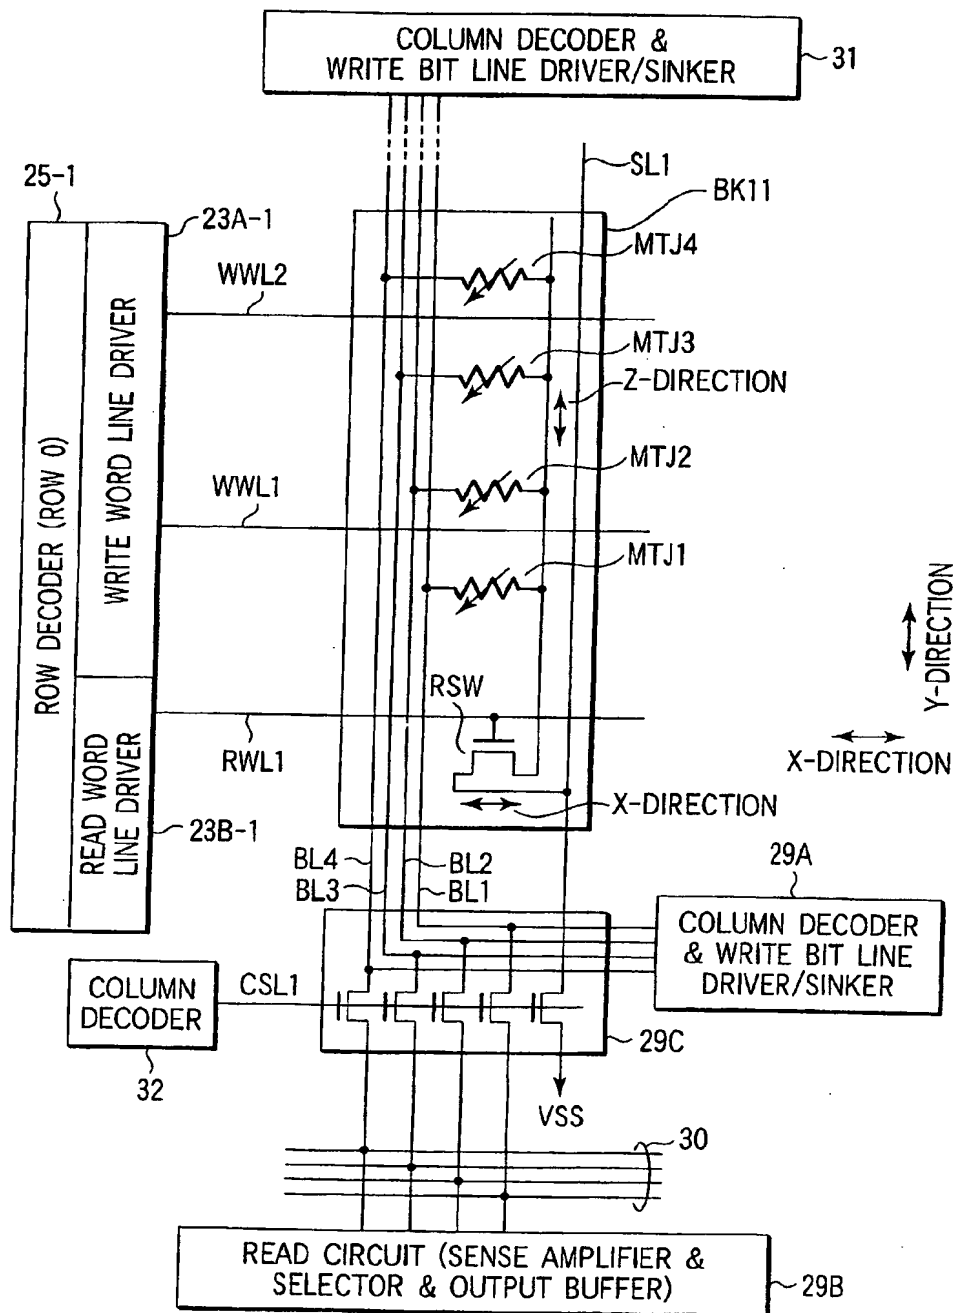 COLUMN DECODER &
WRITE BIT LINE DRIVER/SINKER
31
SL1
25-1
BK11
23A-1
MTJ4
WWL2
MTJ3
Z-DIRECTION
ROW DECODER (ROW 0)
WRITE WORD LINE DRIVER
MTJ2
WWL1
MTJ1
Y-DIRECTION
RSW
X-DIRECTION
RWL1
READ WORD
LINE DRIVER
X-DIRECTION
23B-1
BL4
BL2
BL3
BL1
29A
COLUMN DECODER
& WRITE BIT LINE
DRIVER/SINKER
COLUMN
DECODER
CSL1
32
29C
VSS
30
READ CIRCUIT (SENSE AMPLIFIER &
SELECTOR & OUTPUT BUFFER)
29B